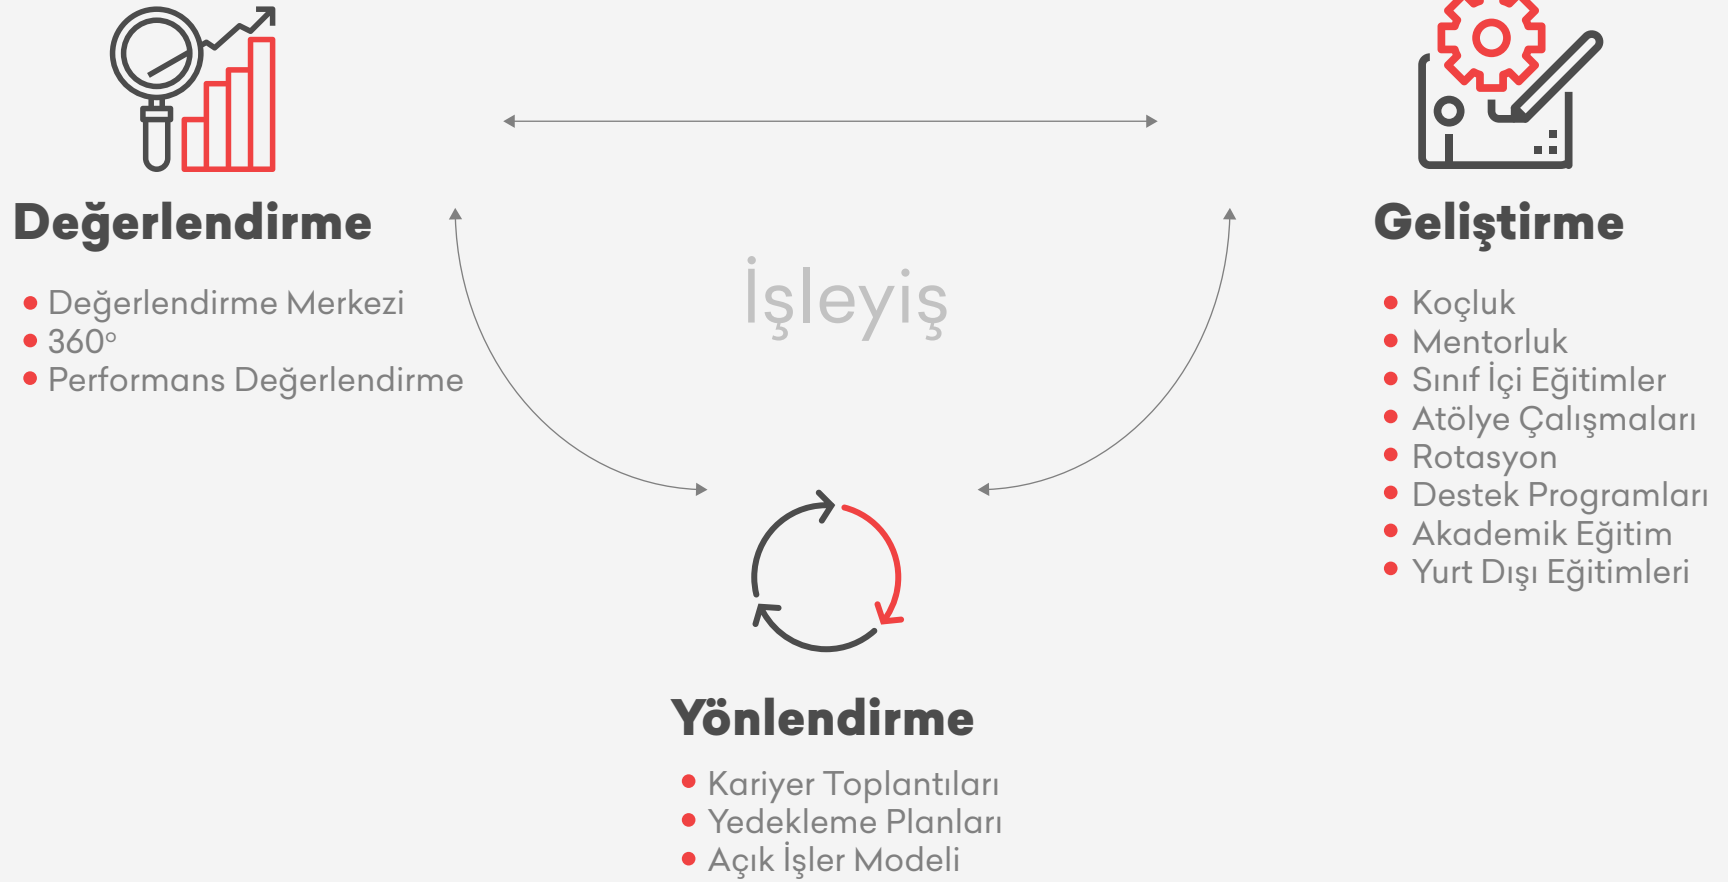 Değerlendirme
Değerlendirme Merkezi
360°
Performans Değerlendirme
İşleyiş
Geliştirme
Koçluk
Mentorluk
Sınıf İçi Eğitimler
Atölye Çalışmaları
Rotasyon
Destek Programları
Akademik Eğitim
Yurt Dışı Eğitimleri
Yönlendirme
Kariyer Toplantıları
Yedekleme Planları
Açık İşler Modeli